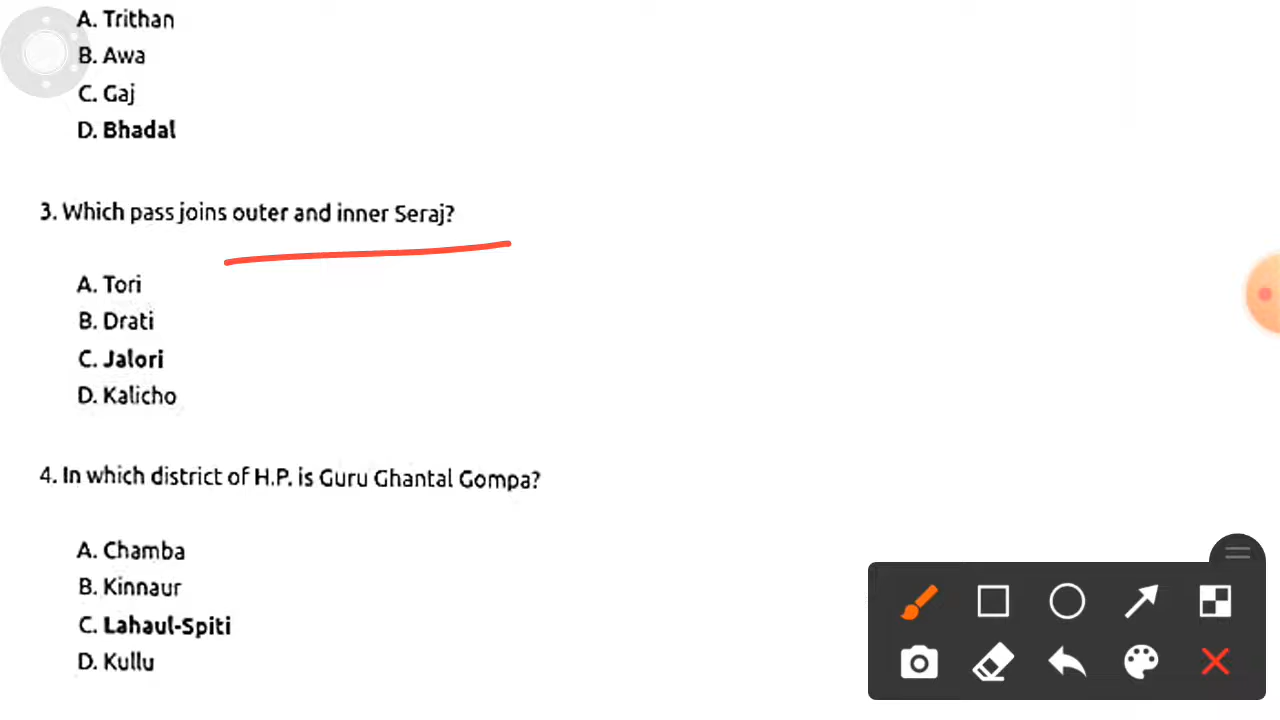 A. Trithan
B. Awa
C. Gaj
D. Bhadal
3. Which pass joins outer and inner Seraj?
A. Tori
B. Drati
C. Jalori
D. Kalicho
4. In which district of H.P. is Guru Ghantal Gompa?
A. Chamba
B. Kinnaur
C. Lahaul-Spiti
D. Kullu